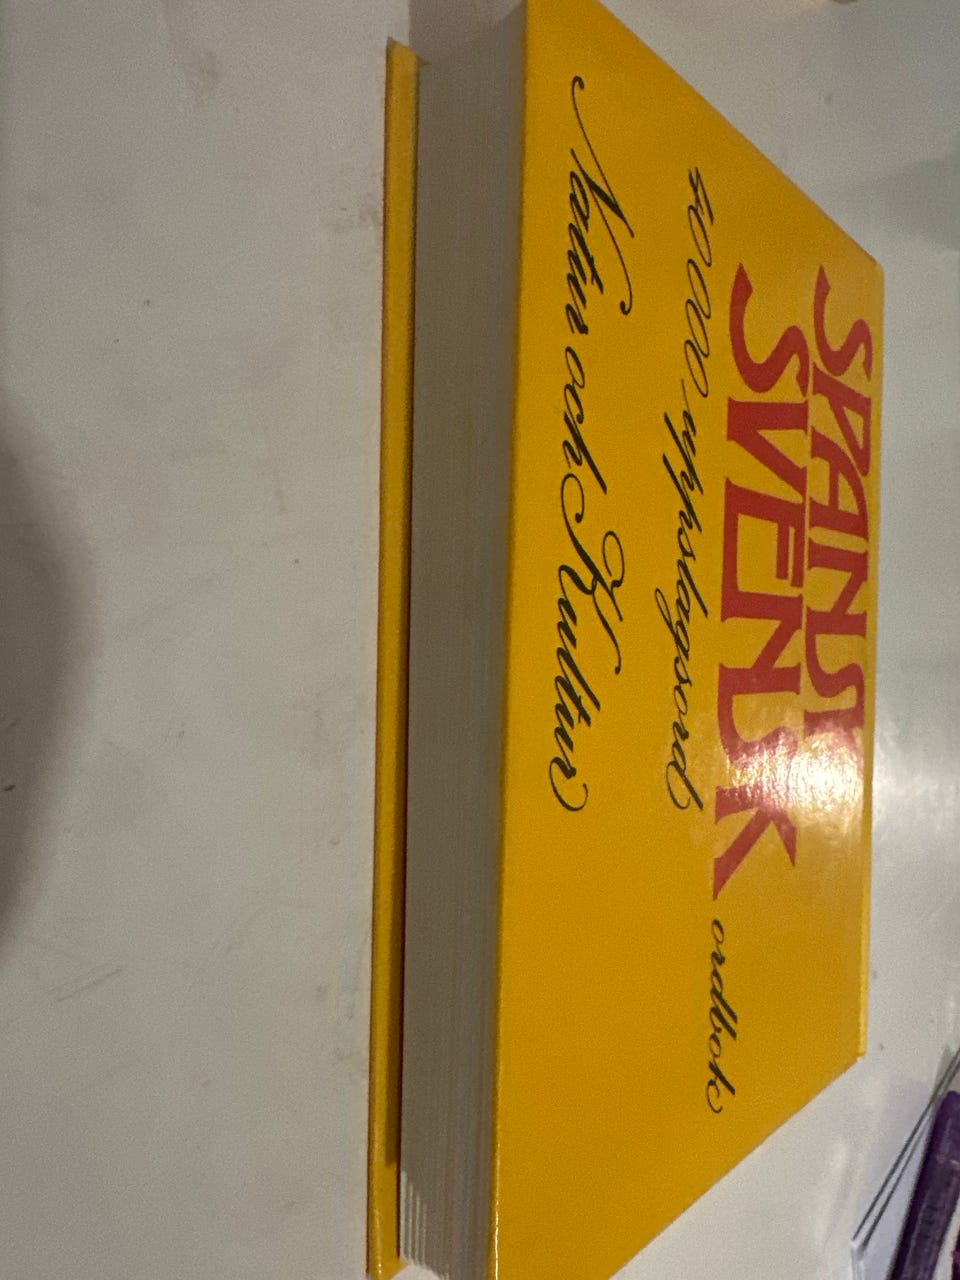 SPANSK
SVENSK ordbok
50000 uppslagsord
Natur och Kultur